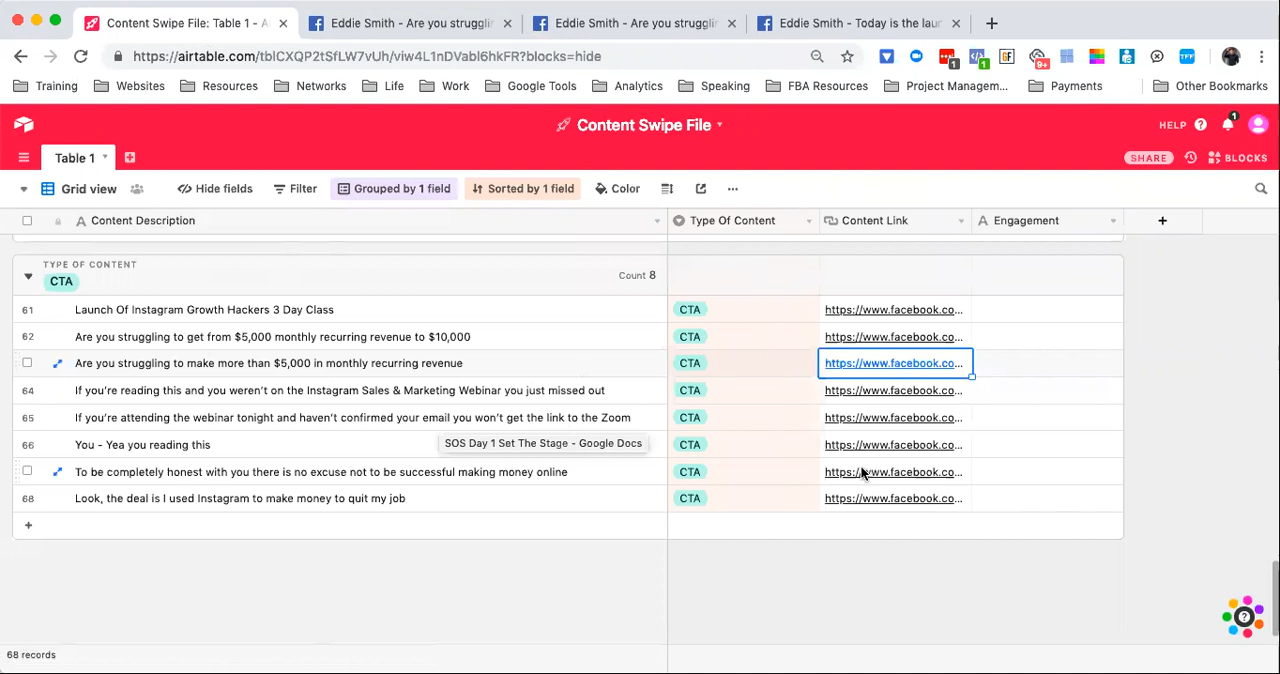 Content Swipe File: Table 1 - A
Eddie Smith - Are you strugglin
Eddie Smith - Are you strugglin
Eddie Smith - Today is the laun
https://airtable.com/tblCXQP2tSfLW7vUh/viw4L1nDVabl6hkFR?blocks=hide
1
1
GF
9+
TFF
Training
Websites
Resources
Networks
Life
Work
Google Tools
Analytics
Speaking
FBA Resources
Project Managem...
Payments
Other Bookmarks
Content Swipe File
HELP
1
Table 1
SHARE
BLOCKS
Grid view
Hide fields
Filter
Grouped by 1 field
Sorted by 1 field
Color
Content Description
Type Of Content
Content Link
Engagement
TYPE OF CONTENT
CTA
Count 8
61 Launch Of Instagram Growth Hackers 3 Day Class CTA https://www.facebook.co...
62 Are you struggling to get from $5,000 monthly recurring revenue to $10,000 CTA https://www.facebook.co...
Are you struggling to make more than $5,000 in monthly recurring revenue CTA https://www.facebook.co...
64 If you're reading this and you weren't on the Instagram Sales & Marketing Webinar you just missed out CTA https://www.facebook.co...
65 If you're attending the webinar tonight and haven't confirmed your email you won't get the link to the Zoom CTA https://www.facebook.co...
66 You - Yea you reading this CTA https://www.facebook.co...
SOS Day 1 Set The Stage - Google Docs
To be completely honest with you there is no excuse not to be successful making money online CTA https://www.facebook.co...
68 Look, the deal is I used Instagram to make money to quit my job CTA https://www.facebook.co...
68 records